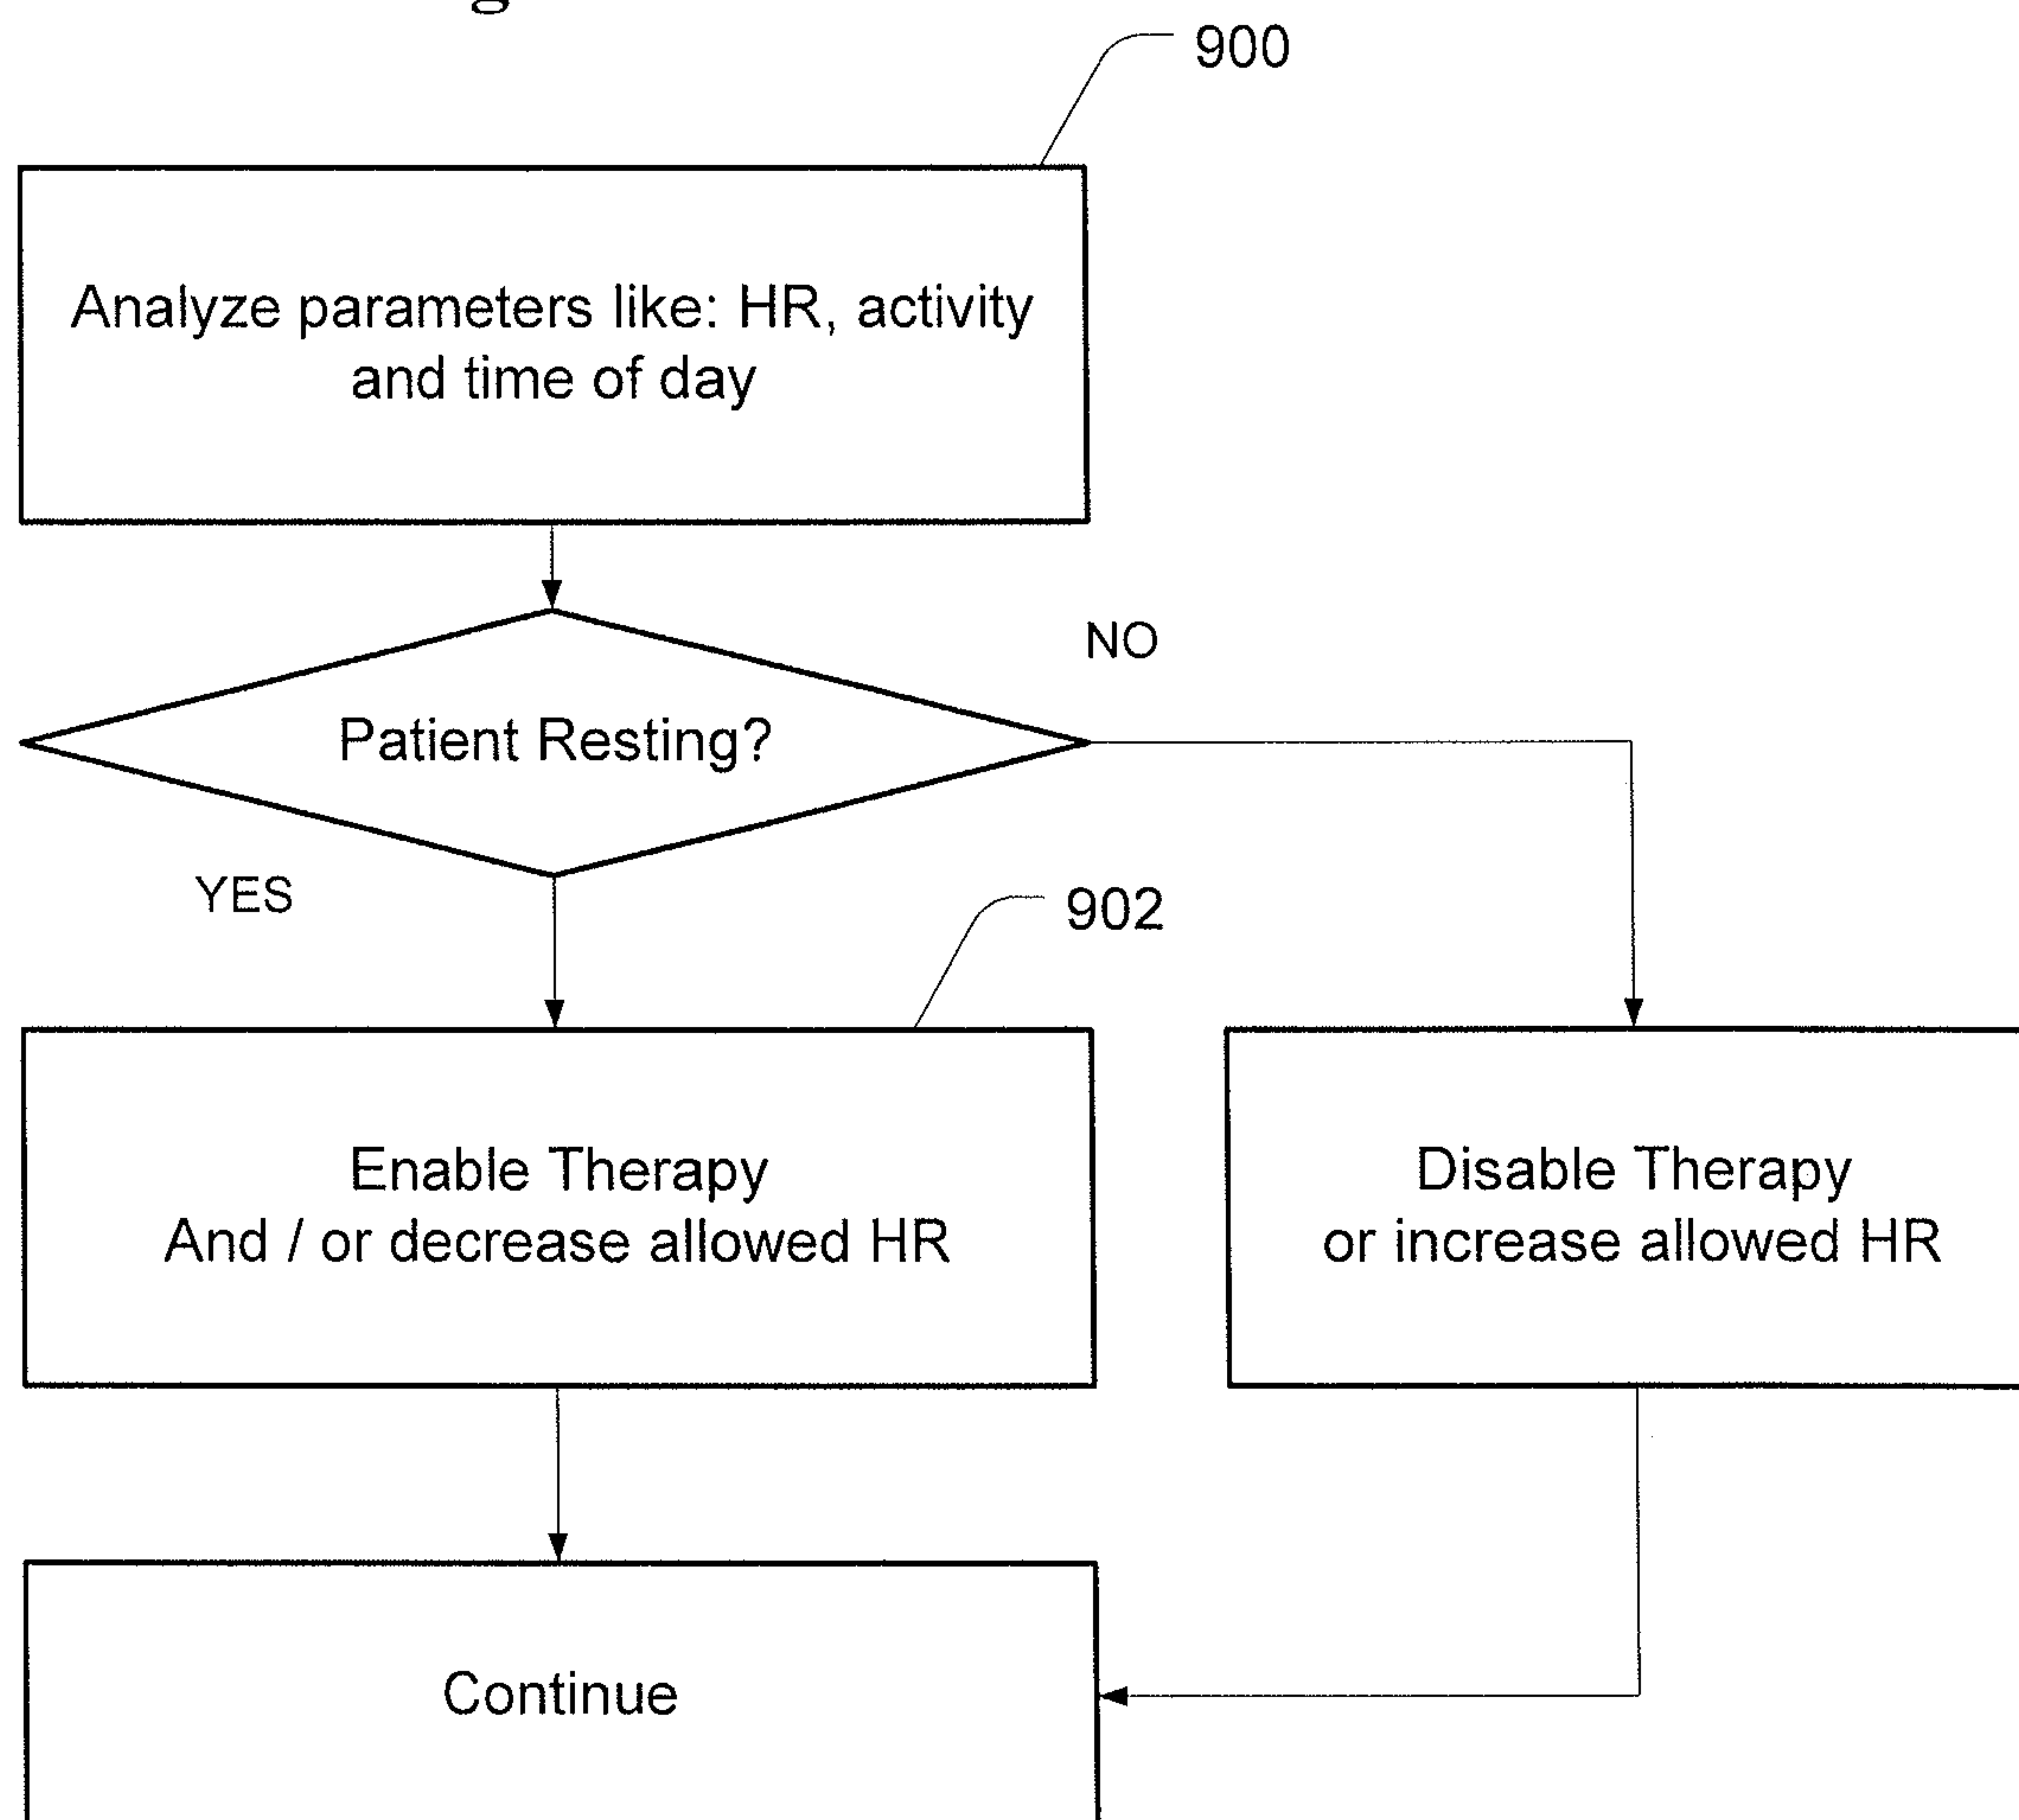 900
Analyze parameters like: HR, activity
and time of day
NO
Patient Resting?
YES
902
Enable Therapy
And / or decrease allowed HR
Disable Therapy
or increase allowed HR
Continue